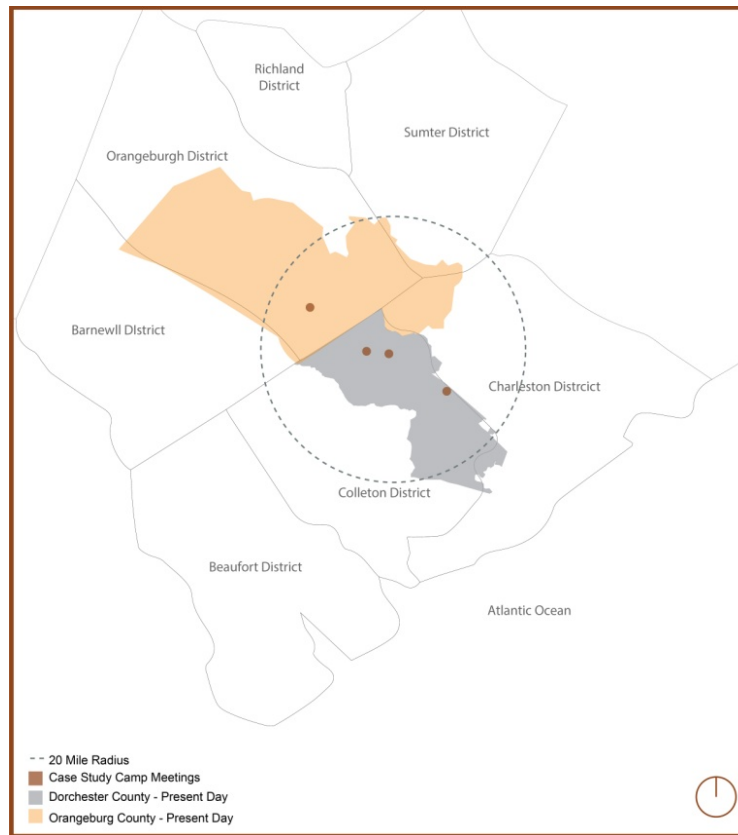 Richland
District
Sumter District
Orangeburgh District
Barnewll DIstrict
Charleston Distrcict
Colleton District
Beaufort District
Atlantic Ocean
20 Mile Radius
Case Study Camp Meetings
Dorchester County - Present Day
Orangeburg County - Present Day